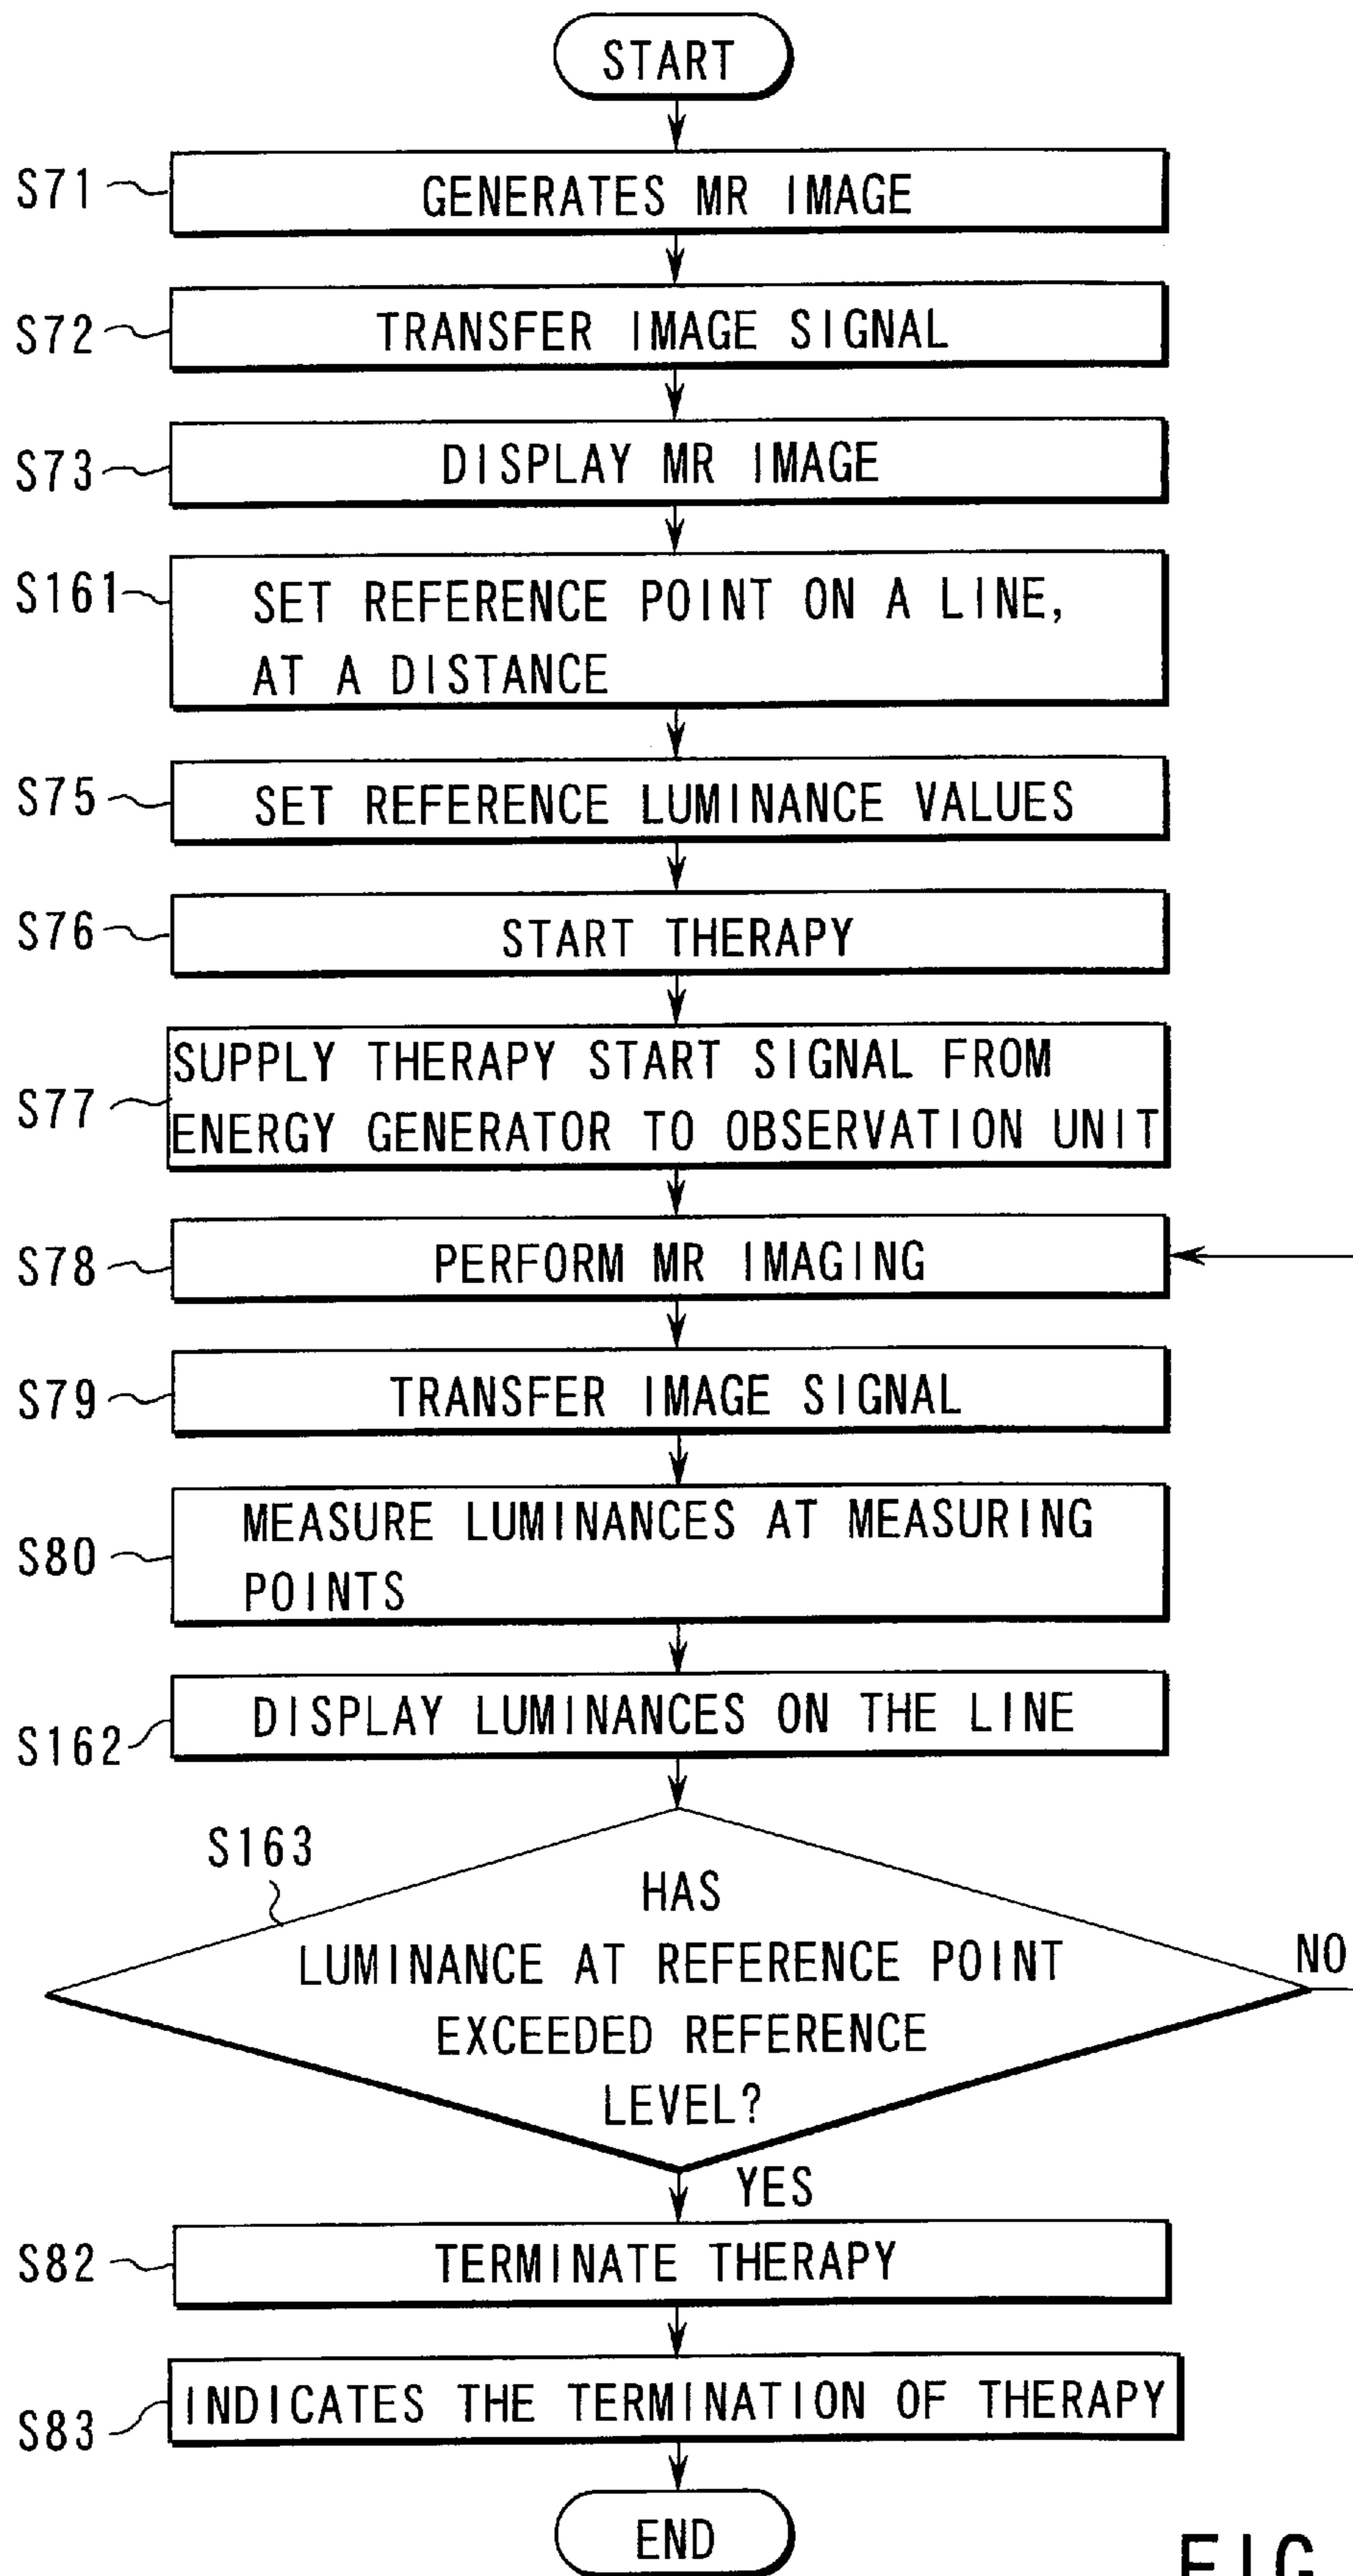 START
S71
GENERATES MR IMAGE
S72
TRANSFER IMAGE SIGNAL
S73
DISPLAY MR IMAGE
S161
SET REFERENCE POINT ON A LINE,
AT A DISTANCE
S75
SET REFERENCE LUMINANCE VALUES
S76
START THERAPY
S77
SUPPLY THERAPY START SIGNAL FROM
ENERGY GENERATOR TO OBSERVATION UNIT
S78
PERFORM MR IMAGING
S79
TRANSFER IMAGE SIGNAL
S80
MEASURE LUMINANCES AT MEASURING
POINTS
S162
DISPLAY LUMINANCES ON THE LINE
S163
HAS
LUMINANCE AT REFERENCE POINT
EXCEEDED REFERENCE
LEVEL?
NO
YES
S82
TERMINATE THERAPY
S83
INDICATES THE TERMINATION OF THERAPY
END
FIG